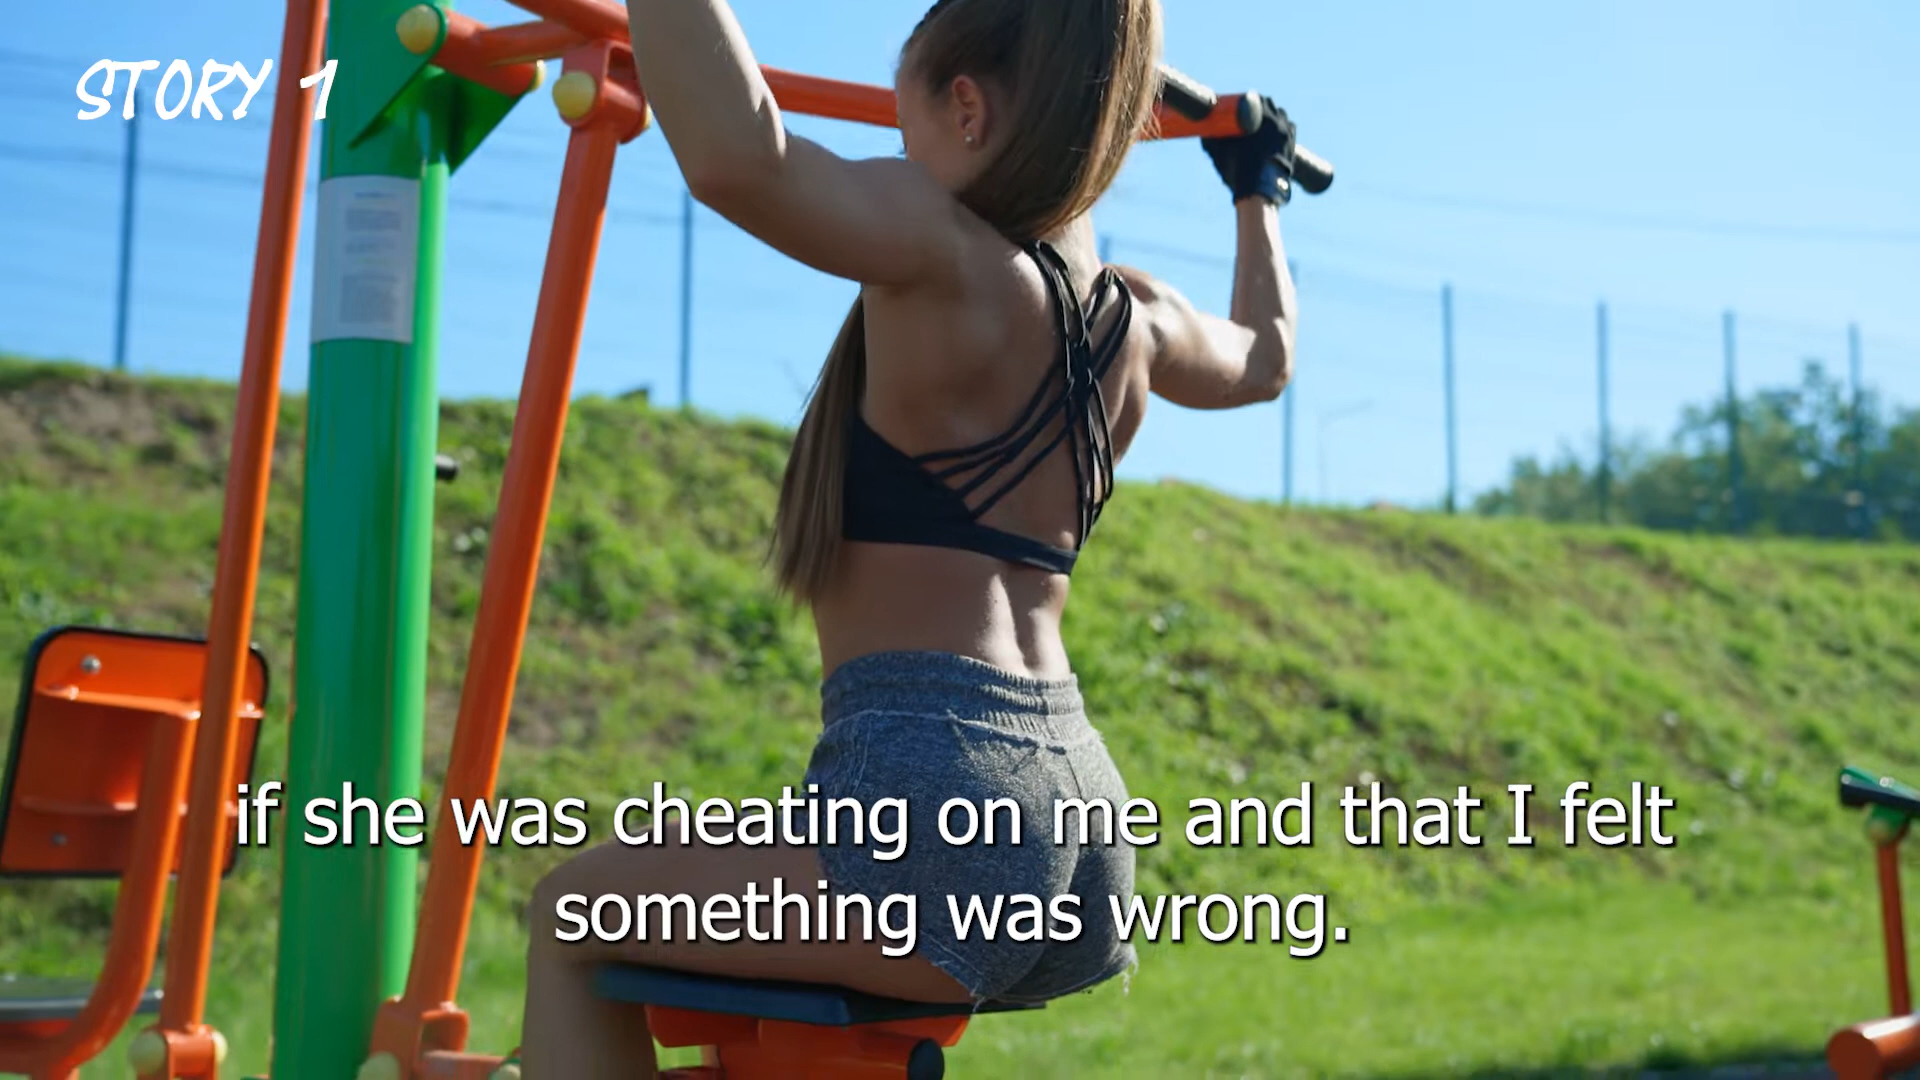 STORY 1
if she was cheating on me and that I felt
something was wrong.